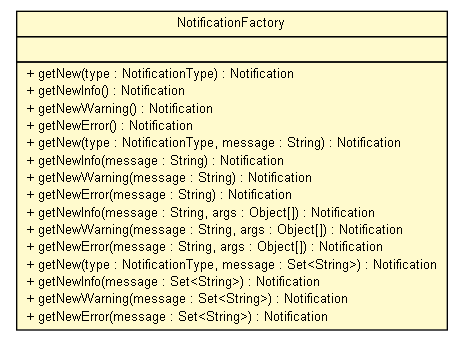 NotificationFactory
+ getNew(type : NotificationType) : Notification
+ getNewInfo() : Notification
+ getNewWarning() : Notification
+ getNewError() : Notification
+ getNew(type : NotificationType, message : String) : Notification
+ getNewInfo(message : String) : Notification
+ getNewWarning(message : String) : Notification
+ getNewError(message : String) : Notification
+ getNewInfo(message : String, args : Object[]) : Notification
+ getNewWarning(message : String, args : Object[]) : Notification
+ getNewError(message : String, args : Object[]) : Notification
+ getNew(type : NotificationType, message : Set<String>) : Notification
+ getNewInfo(message : Set<String>) : Notification
+ getNewWarning(message : Set<String>) : Notification
+ getNewError(message : Set<String>) : Notification